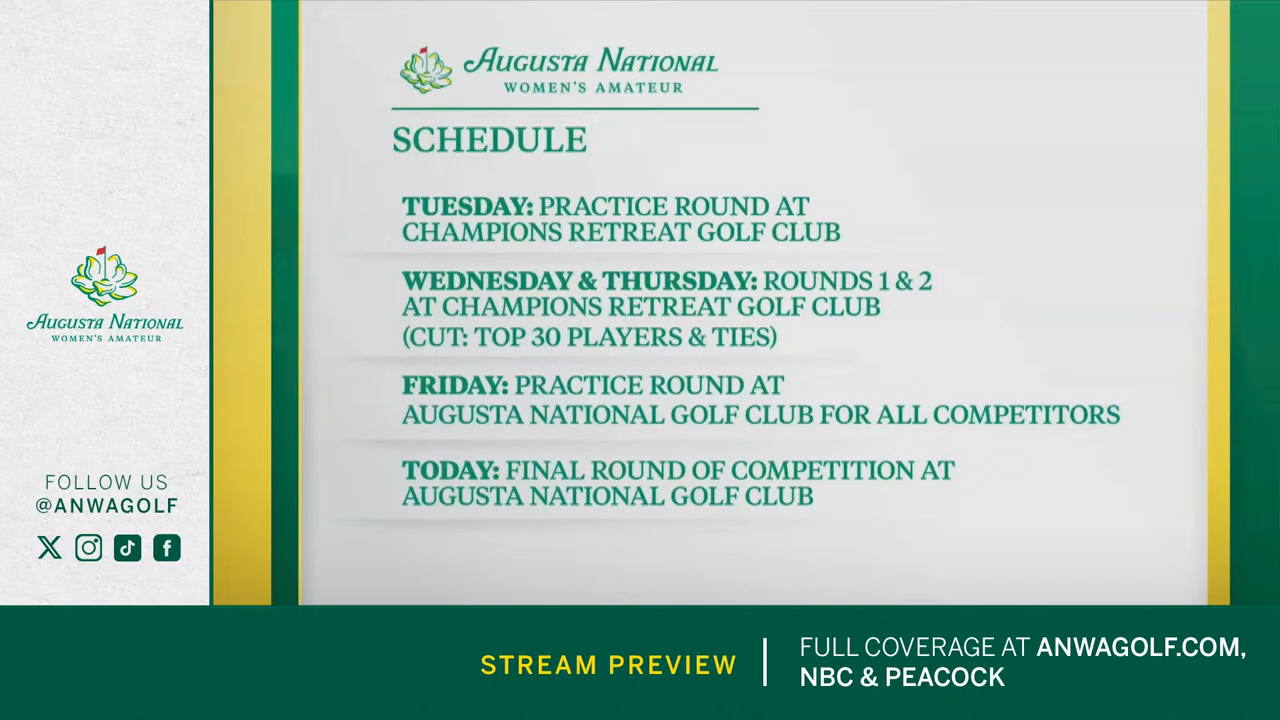 AUGUSTA NATIONAL
WOMEN'S AMATEUR
SCHEDULE
TUESDAY: PRACTICE ROUND AT
CHAMPIONS RETREAT GOLF CLUB
WEDNESDAY & THURSDAY: ROUNDS 1 & 2
AT CHAMPIONS RETREAT GOLF CLUB
(CUT: TOP 30 PLAYERS & TIES)
FRIDAY: PRACTICE ROUND AT
AUGUSTA NATIONAL GOLF CLUB FOR ALL COMPETITORS
TODAY: FINAL ROUND OF COMPETITION AT
AUGUSTA NATIONAL GOLF CLUB
AUGUSTA NATIONAL
WOMEN'S AMATEUR
FOLLOW US
@ANWAGOLF
STREAM PREVIEW
FULL COVERAGE AT ANWAGOLF.COM,
NBC & PEACOCK